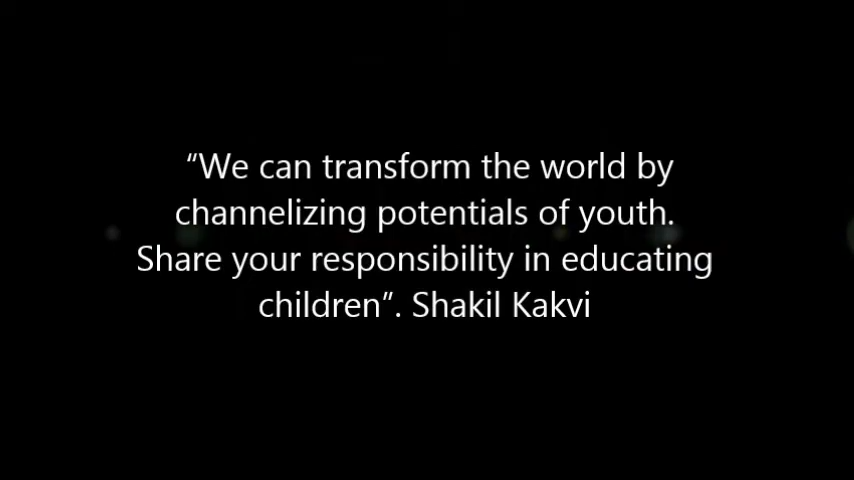 “We can transform the world by
channelizing potentials of youth.
Share your responsibility in educating
children”. Shakil Kakvi